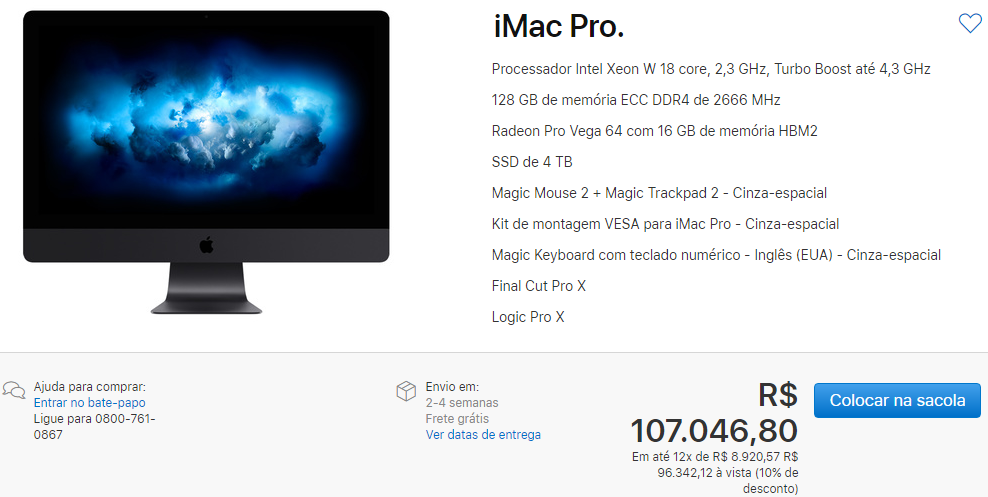 iMac Pro.
Processador Intel Xeon W 18 core, 2,3 GHz, Turbo Boost até 4,3 GHz
128 GB de memória ECC DDR4 de 2666 MHz
Radeon Pro Vega 64 com 16 GB de memória HBM2
SSD de 4 TB
Magic Mouse 2 + Magic Trackpad 2 - Cinza-espacial
Kit de montagem VESA para iMac Pro - Cinza-espacial
Magic Keyboard com teclado numérico - Inglês (EUA) - Cinza-espacial
Final Cut Pro X
Logic Pro X
Ajuda para comprar:
Entrar no bate-papo
Ligue para 0800-761-
0867
Envio em:
2-4 semanas
Frete grátis
Ver datas de entrega
R$
107.046,80
Em até 12x de R$ 8.920,57 R$
96.342,12 à vista (10% de
desconto)
Colocar na sacola